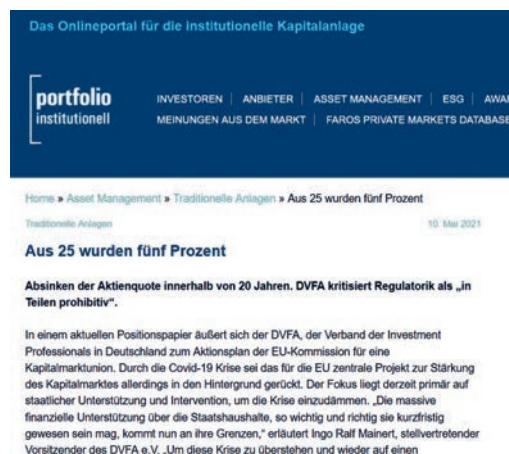 Das Onlineportal für die institutionelle Kapitalanlage
portfolio
institutionell
INVESTOREN | ANBIETER | ASSET MANAGEMENT | ESG | AWA
MEINUNGEN AUS DEM MARKT | FAROS PRIVATE MARKETS DATABASE
Home » Asset Management » Traditionelle Anlagen » Aus 25 wurden fünf Prozent
Traditionelle Anlagen 10. Mai 2021
Aus 25 wurden fünf Prozent
Absinken der Aktienquote innerhalb von 20 Jahren. DVFA kritisiert Regulatorik als „in
Teilen prohibitiv“.
In einem aktuellen Positionspapier äußert sich der DVFA, der Verband der Investment
Professionals in Deutschland zum Aktionsplan der EU-Kommission für eine
Kapitalmarktunion. Durch die Covid-19 Krise sei das für die EU zentrale Projekt zur Stärkung
des Kapitalmarktes allerdings in den Hintergrund gerückt. Der Fokus liegt derzeit primär auf
staatlicher Unterstützung und Intervention, um die Krise einzudämmen. „Die massive
finanzielle Unterstützung über die Staatshaushalte, so wichtig und richtig sie kurzfristig
gewesen sein mag, kommt nun an ihre Grenzen,“ erläutert Ingo Ralf Mainert, stellvertretender
Vorsitzender des DVFA e.V. „Um diese Krise zu überstehen und wieder auf einen